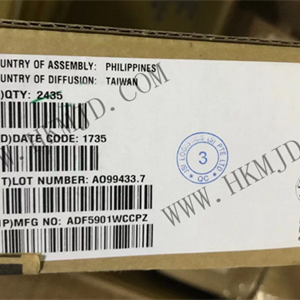 UNTRY OF ASSEMBLY: PHILIPPINES
UNTRY OF DIFFUSION: TAIWAN
)QTY: 2435
D)DATE CODE: 1735
3
QC
T)LOT NUMBER: AO99433.7
P)MFG NO: ADF5901WCCPZ
WWW.HKMJD.